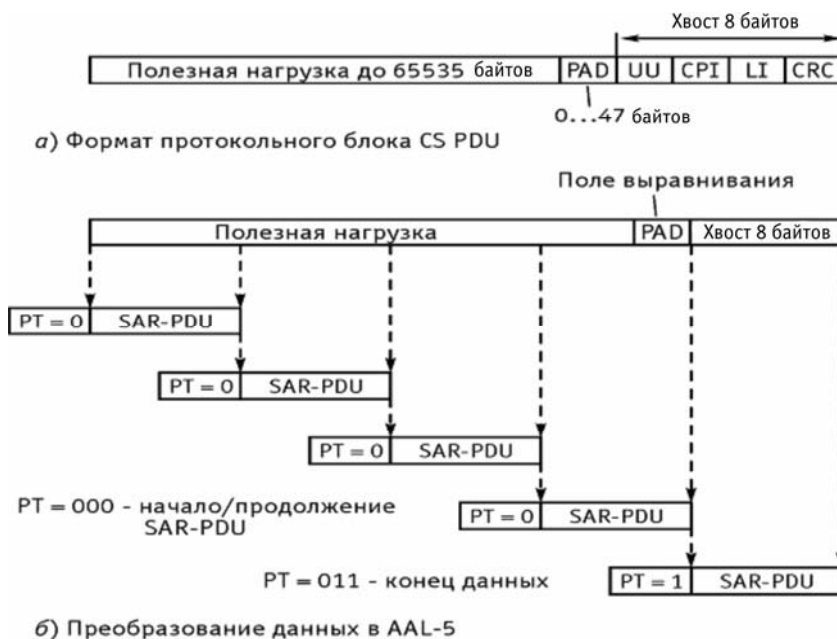 Хвост 8 байтов
Полезная нагрузка до 65535 байтов PAD UU CPI LI CRC
0...47 байтов
а) Формат протокольного блока CS PDU
Поле выравнивания
Полезная нагрузка PAD Хвост 8 байтов
PT = 0 SAR-PDU
PT = 0 SAR-PDU
PT = 0 SAR-PDU
PT = 000 - начало/продолжение
SAR-PDU
PT = 0 SAR-PDU
PT = 011 - конец данных
PT = 1 SAR-PDU
б) Преобразование данных в AAL-5